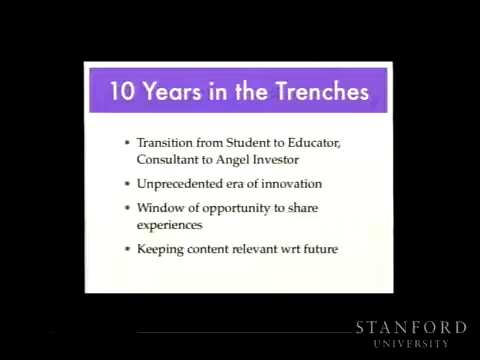 10 Years in the Trenches
• Transition from Student to Educator,
Consultant to Angel Investor
• Unprecedented era of innovation
• Window of opportunity to share
experiences
• Keeping content relevant wrt future
STANFORD
UNIVERSITY